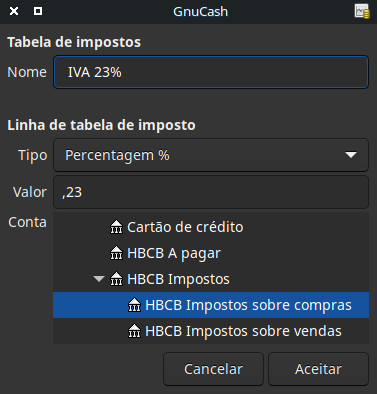 GnuCash
Tabela de impostos
Nome IVA 23%
Linha de tabela de imposto
Tipo Percentagem %
Valor ,23
Conta Cartão de crédito
HBCB A pagar
HBCB Impostos
HBCB Impostos sobre compras
HBCB Impostos sobre vendas
Cancelar Aceitar